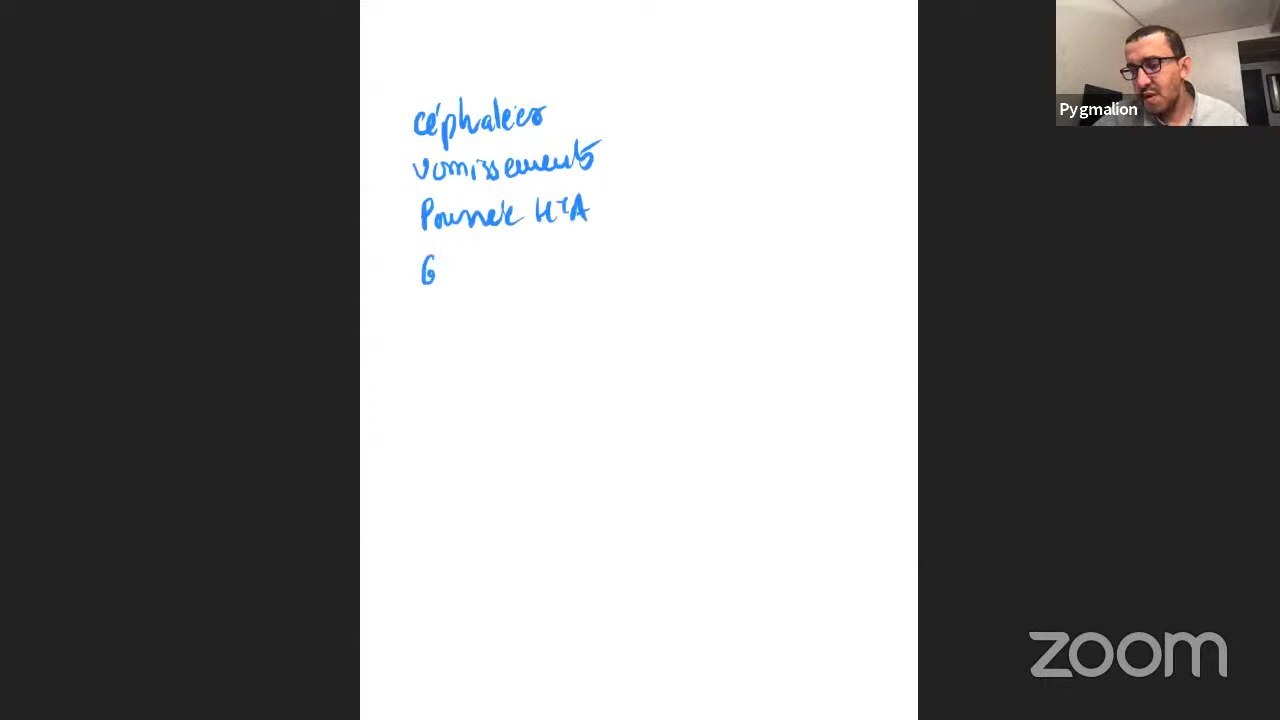 céphalées
vomissements
Poussée HTA
G
Pygmalion
zoom